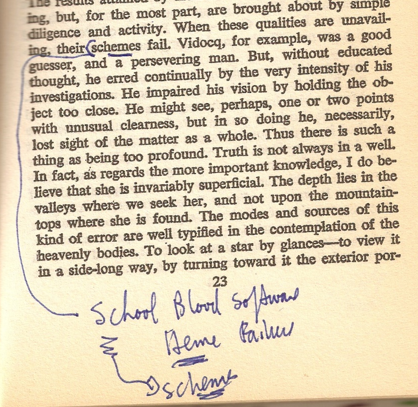 The results attained by
ing, but, for the most part, are brought about by simple
diligence and activity. When these qualities are unavail-
ing, their schemes fail. Vidocq, for example, was a good
guesser, and a persevering man. But, without educated
thought, he erred continually by the very intensity of his
investigations. He impaired his vision by holding the ob-
ject too close. He might see, perhaps, one or two points
with unusual clearness, but in so doing he, necessarily,
lost sight of the matter as a whole. Thus there is such a
thing as being too profound. Truth is not always in a well.
In fact, as regards the more important knowledge, I do be-
lieve that she is invariably superficial. The depth lies in the
valleys where we seek her, and not upon the mountain-
tops where she is found. The modes and sources of this
kind of error are well typified in the contemplation of the
heavenly bodies. To look at a star by glances—to view it
in a side-long way, by turning toward it the exterior por-
23
School Blood Software
Heme Failure
Scheme